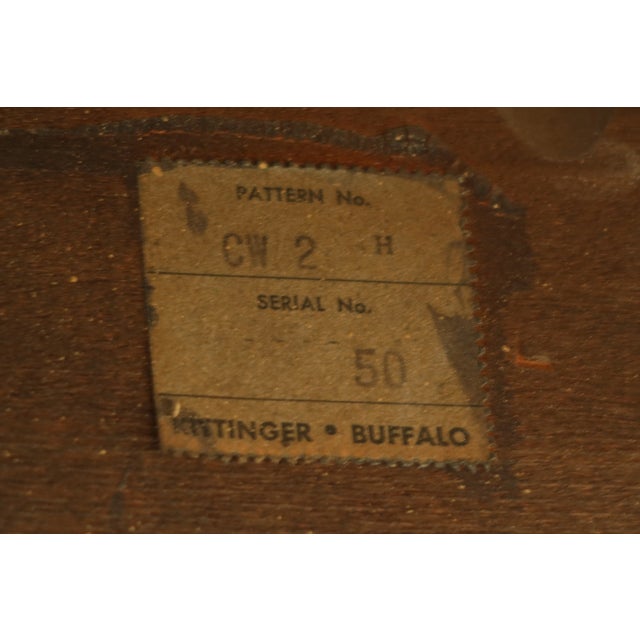 PATTERN No.
CW 2 H
SERIAL No.
50
KITTINGER • BUFFALO